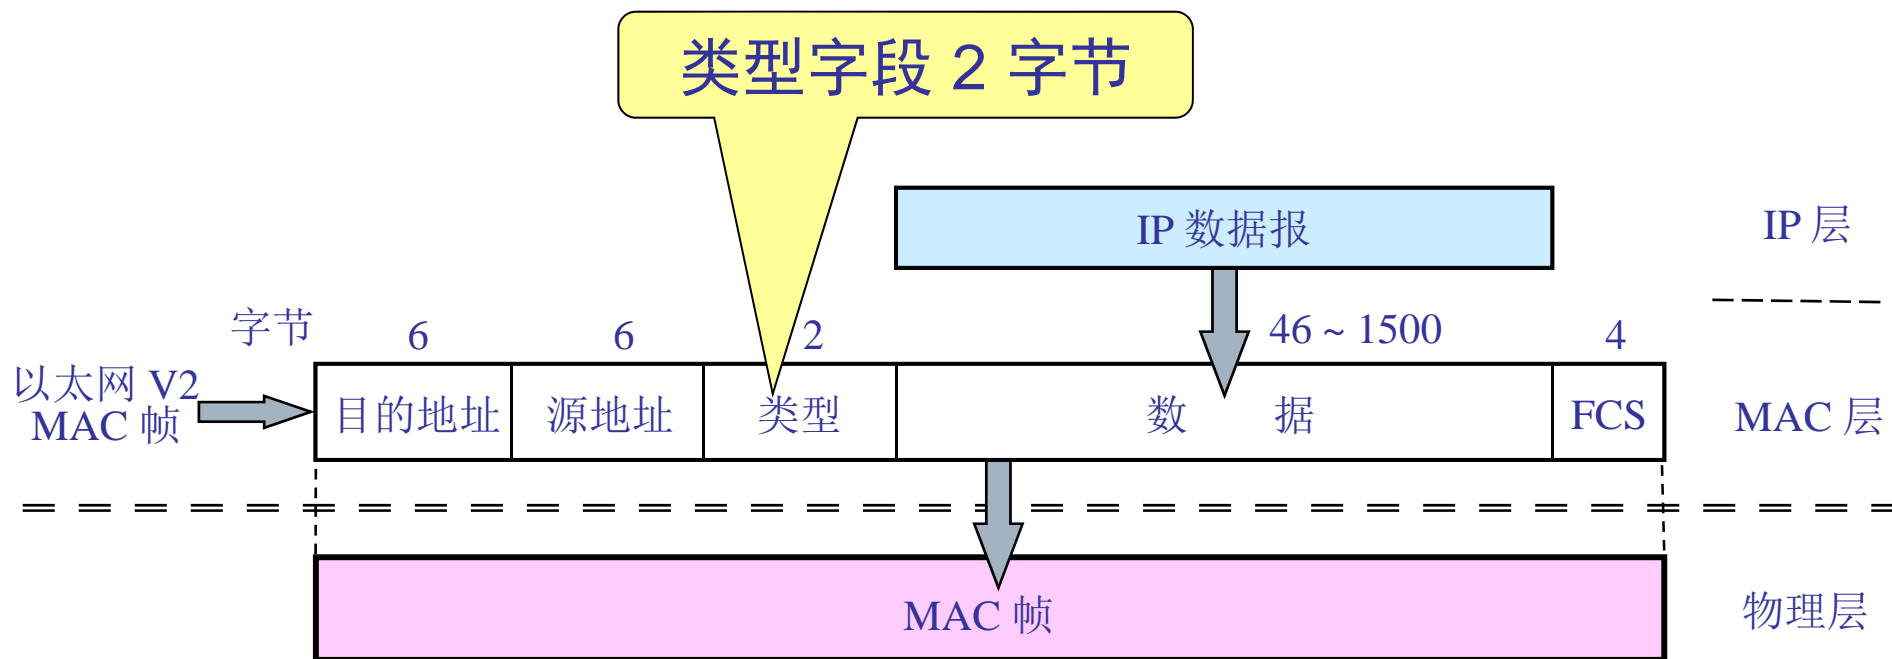 类型字段 2 字节
IP 数据报
IP 层
字节
6
6
2
46 ~ 1500
4
以太网 V2
MAC 帧
目的地址
源地址
类型
数 据
FCS
MAC 层
MAC 帧
物理层